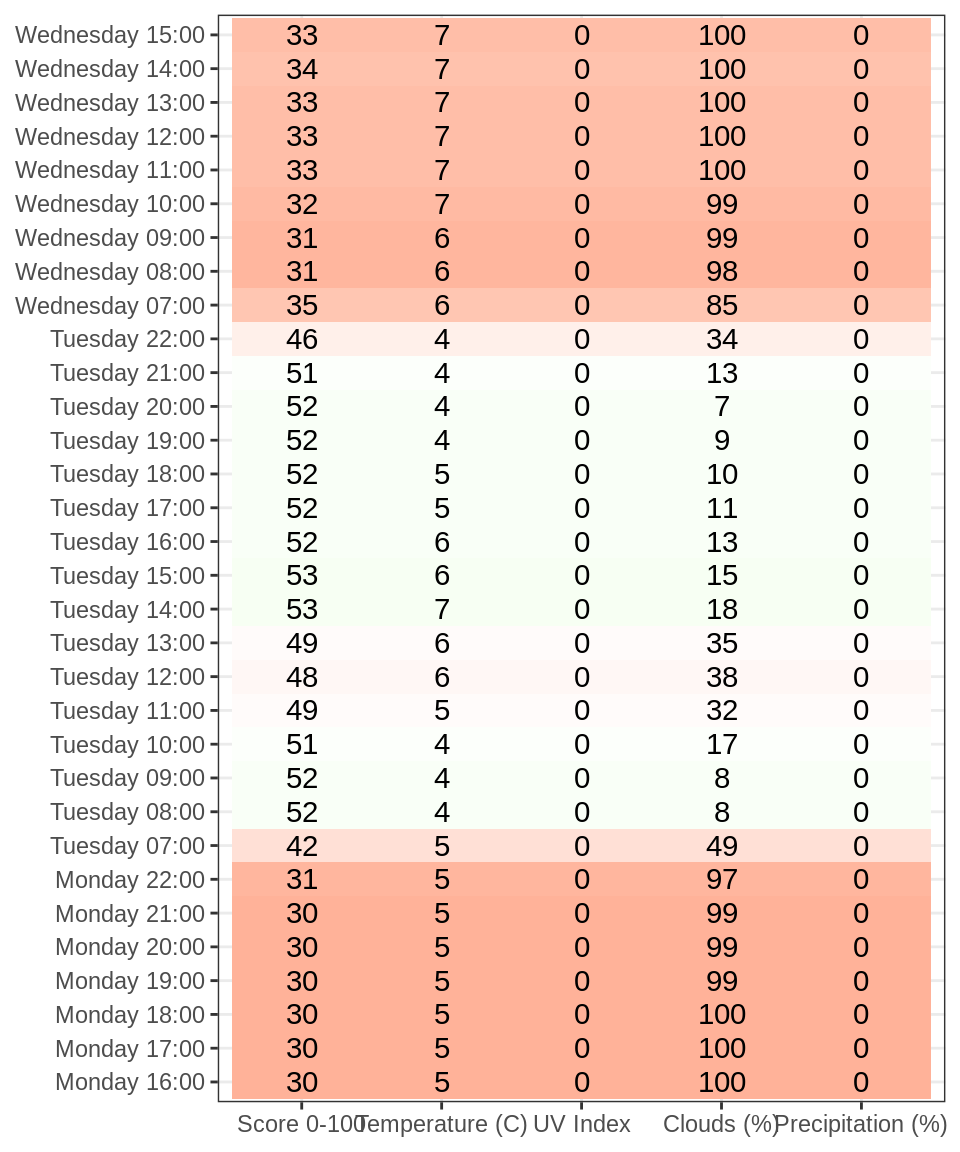 Wednesday 15:00 33 7 0 100 0
Wednesday 14:00 34 7 0 100 0
Wednesday 13:00 33 7 0 100 0
Wednesday 12:00 33 7 0 100 0
Wednesday 11:00 33 7 0 100 0
Wednesday 10:00 32 7 0 99 0
Wednesday 09:00 31 6 0 99 0
Wednesday 08:00 31 6 0 98 0
Wednesday 07:00 35 6 0 85 0
Tuesday 22:00 46 4 0 34 0
Tuesday 21:00 51 4 0 13 0
Tuesday 20:00 52 4 0 7 0
Tuesday 19:00 52 4 0 9 0
Tuesday 18:00 52 5 0 10 0
Tuesday 17:00 52 5 0 11 0
Tuesday 16:00 52 6 0 13 0
Tuesday 15:00 53 6 0 15 0
Tuesday 14:00 53 7 0 18 0
Tuesday 13:00 49 6 0 35 0
Tuesday 12:00 48 6 0 38 0
Tuesday 11:00 49 5 0 32 0
Tuesday 10:00 51 4 0 17 0
Tuesday 09:00 52 4 0 8 0
Tuesday 08:00 52 4 0 8 0
Tuesday 07:00 42 5 0 49 0
Monday 22:00 31 5 0 97 0
Monday 21:00 30 5 0 99 0
Monday 20:00 30 5 0 99 0
Monday 19:00 30 5 0 99 0
Monday 18:00 30 5 0 100 0
Monday 17:00 30 5 0 100 0
Monday 16:00 30 5 0 100 0
Score 0-100 Temperature (C) UV Index Clouds (%) Precipitation (%)